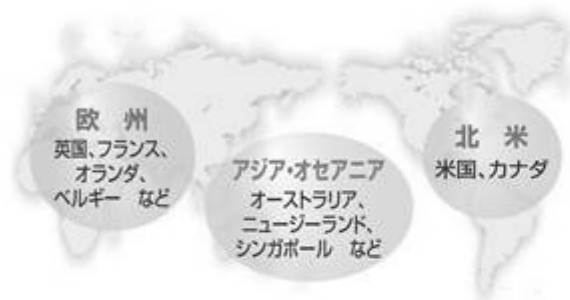 欧 州
英国、フランス、
オランダ、
ベルギー など
アジア・オセアニア
オーストラリア、
ニュージーランド、
シンガポール など
北 米
米国、カナダ